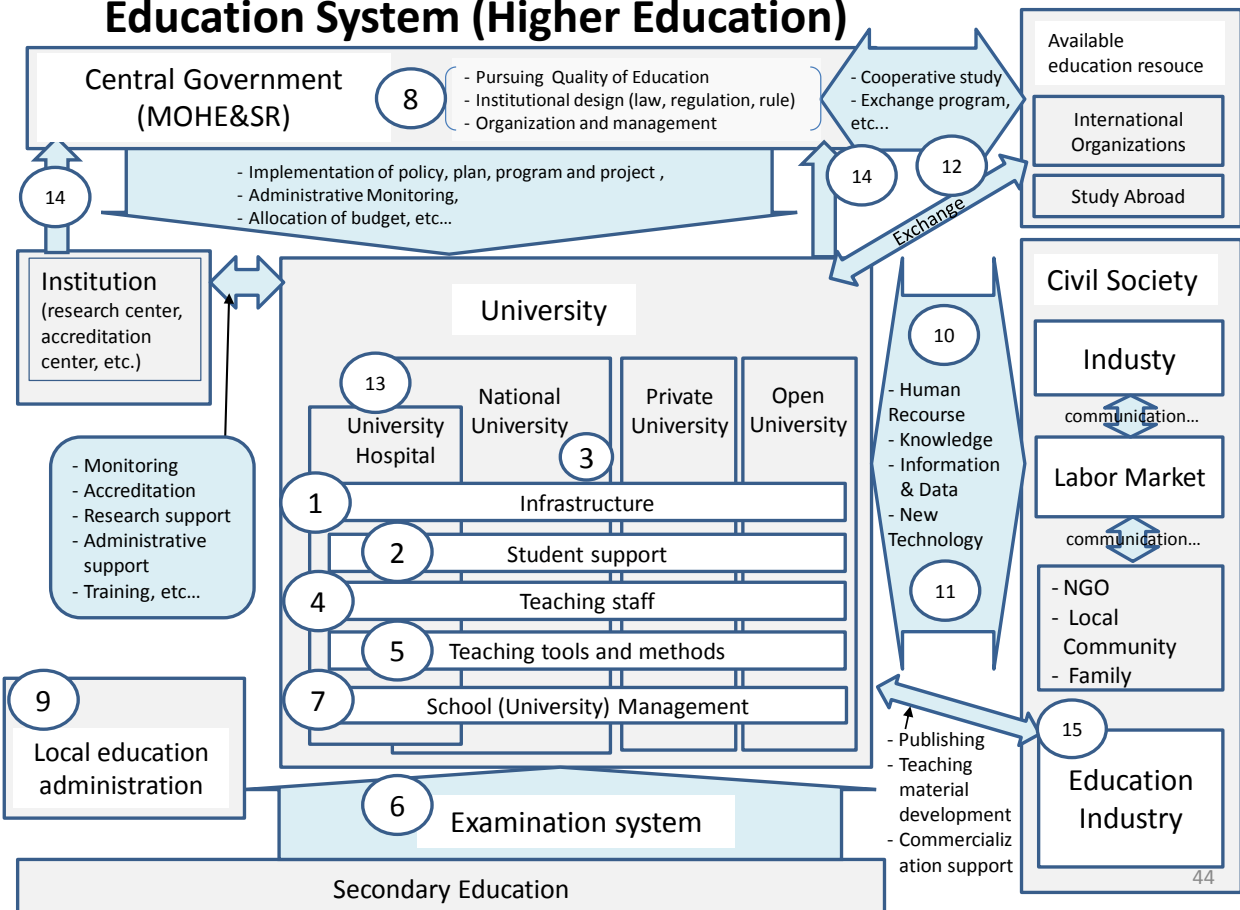 Education System (Higher Education)
Central Government
(MOHE&SR)
8
- Pursuing Quality of Education
- Institutional design (law, regulation, rule)
- Organization and management
- Cooperative study
- Exchange program,
etc...
Available
education resouce
International
Organizations
Study Abroad
14
- Implementation of policy, plan, program and project ,
- Administrative Monitoring,
- Allocation of budget, etc…
14
12
Exchange
Institution
(research center,
accreditation
center, etc.)
University
13
University
Hospital
National
University
3
Private
University
Open
University
1
Infrastructure
2
Student support
4
Teaching staff
5
Teaching tools and methods
7
School (University) Management
- Monitoring
- Accreditation
- Research support
- Administrative
support
- Training, etc…
10
- Human
Recourse
- Knowledge
- Information
& Data
- New
Technology
11
Civil Society
Industy
communication…
Labor Market
communication…
- NGO
- Local
Community
- Family
9
Local education
administration
6
Examination system
Secondary Education
- Publishing
- Teaching
material
development
- Commercializ
ation support
15
Education
Industry
44